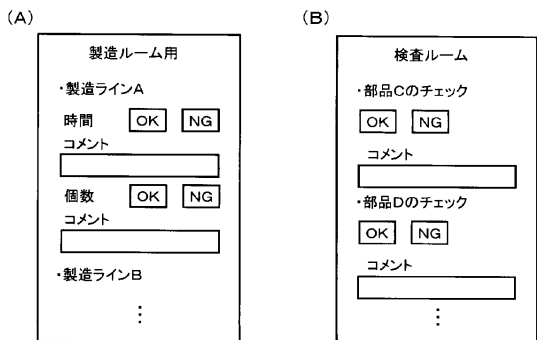 (A)
製造ルーム用
・製造ラインA
時間 OK NG
コメント
個数 OK NG
コメント
・製造ラインB
⋮
(B)
検査ルーム
・部品Cのチェック
OK NG
コメント
・部品Dのチェック
OK NG
コメント
⋮